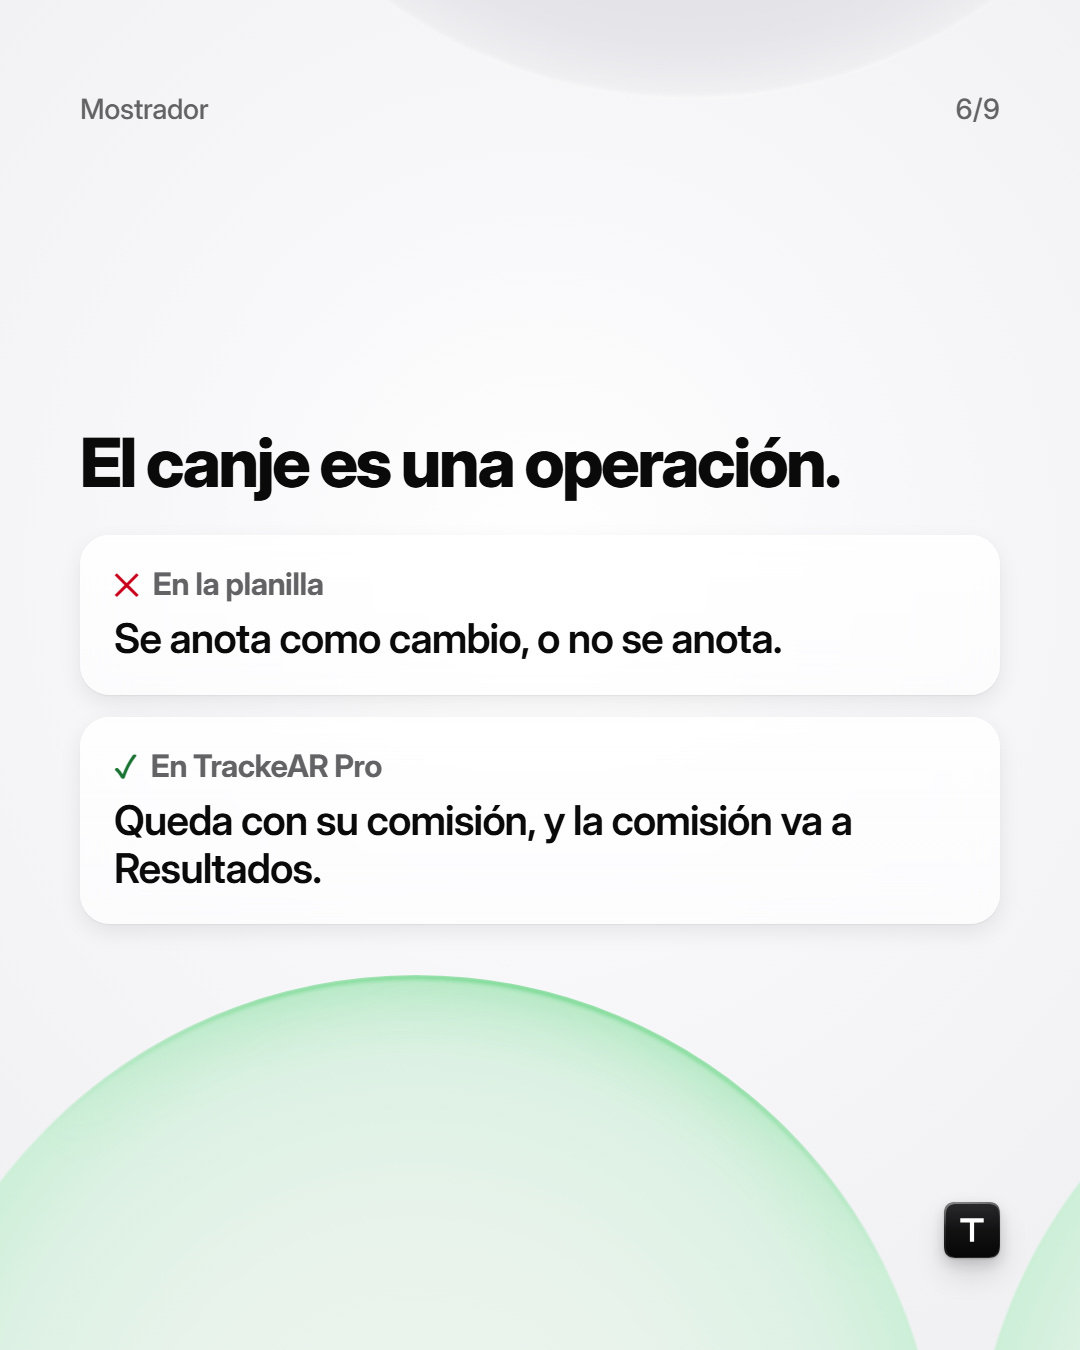 Mostrador
6/9
El canje es una operación.
En la planilla
Se anota como cambio, o no se anota.
En TrackeAR Pro
Queda con su comisión, y la comisión va a
Resultados.
T